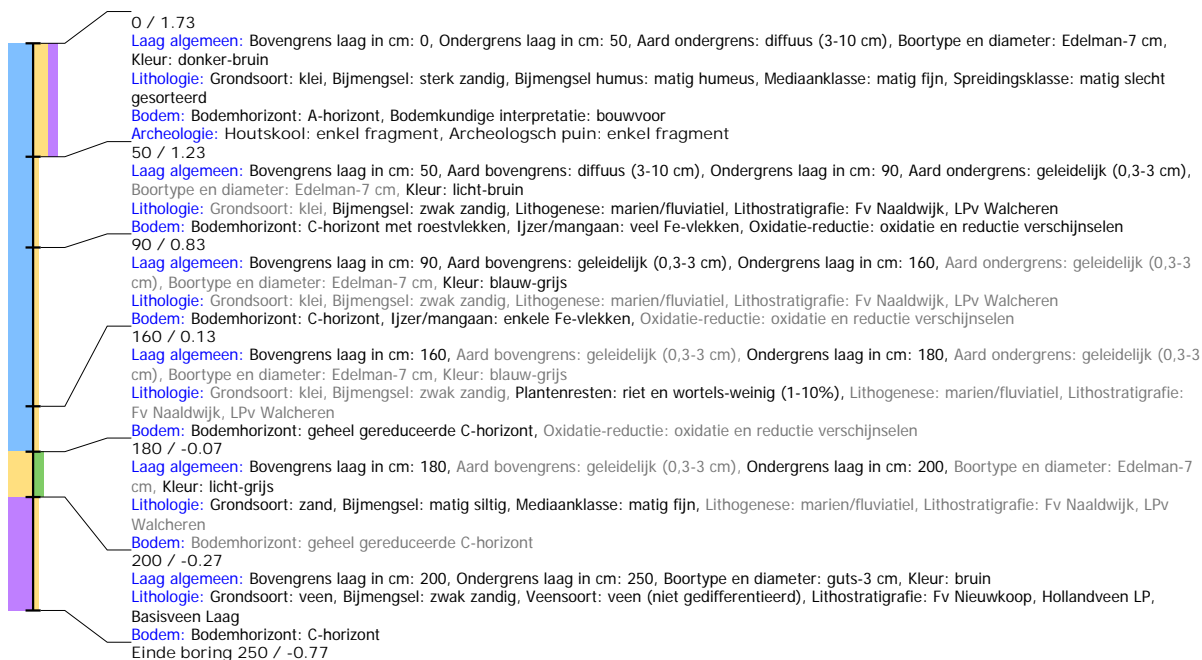 0 / 1.73
Laag algemeen: Bovengrens laag in cm: 0, Ondergrens laag in cm: 50, Aard ondergrens: diffuus (3-10 cm), Boortype en diameter: Edelman-7 cm,
Kleur: donker-bruin
Lithologie: Grondsoort: klei, Bijmengsel: sterk zandig, Bijmengsel humus: matig humeus, Mediaanklasse: matig fijn, Spreidingsklasse: matig slecht
gesorteerd
Bodem: Bodemhorizont: A-horizont, Bodemkundige interpretatie: bouwvoor
Archeologie: Houtskool: enkel fragment, Archeologsch puin: enkel fragment
50 / 1.23
Laag algemeen: Bovengrens laag in cm: 50, Aard bovengrens: diffuus (3-10 cm), Ondergrens laag in cm: 90, Aard ondergrens: geleidelijk (0,3-3 cm),
Boortype en diameter: Edelman-7 cm, Kleur: licht-bruin
Lithologie: Grondsoort: klei, Bijmengsel: zwak zandig, Lithogenese: marien/fluviatiel, Lithostratigrafie: Fv Naaldwijk, LPv Walcheren
Bodem: Bodemhorizont: C-horizont met roestvlekken, Ijzer/mangaan: veel Fe-vlekken, Oxidatie-reductie: oxidatie en reductie verschijnselen
90 / 0.83
Laag algemeen: Bovengrens laag in cm: 90, Aard bovengrens: geleidelijk (0,3-3 cm), Ondergrens laag in cm: 160, Aard ondergrens: geleidelijk (0,3-3
cm), Boortype en diameter: Edelman-7 cm, Kleur: blauw-grijs
Lithologie: Grondsoort: klei, Bijmengsel: zwak zandig, Lithogenese: marien/fluviatiel, Lithostratigrafie: Fv Naaldwijk, LPv Walcheren
Bodem: Bodemhorizont: C-horizont, Ijzer/mangaan: enkele Fe-vlekken, Oxidatie-reductie: oxidatie en reductie verschijnselen
160 / 0.13
Laag algemeen: Bovengrens laag in cm: 160, Aard bovengrens: geleidelijk (0,3-3 cm), Ondergrens laag in cm: 180, Aard ondergrens: geleidelijk (0,3-3
cm), Boortype en diameter: Edelman-7 cm, Kleur: blauw-grijs
Lithologie: Grondsoort: klei, Bijmengsel: zwak zandig, Plantenresten: riet en wortels-weinig (1-10%), Lithogenese: marien/fluviatiel, Lithostratigrafie:
Fv Naaldwijk, LPv Walcheren
Bodem: Bodemhorizont: geheel gereduceerde C-horizont, Oxidatie-reductie: oxidatie en reductie verschijnselen
180 / -0.07
Laag algemeen: Bovengrens laag in cm: 180, Aard bovengrens: geleidelijk (0,3-3 cm), Ondergrens laag in cm: 200, Boortype en diameter: Edelman-7
cm, Kleur: licht-grijs
Lithologie: Grondsoort: zand, Bijmengsel: matig siltig, Mediaanklasse: matig fijn, Lithogenese: marien/fluviatiel, Lithostratigrafie: Fv Naaldwijk, LPv
Walcheren
Bodem: Bodemhorizont: geheel gereduceerde C-horizont
200 / -0.27
Laag algemeen: Bovengrens laag in cm: 200, Ondergrens laag in cm: 250, Boortype en diameter: guts-3 cm, Kleur: bruin
Lithologie: Grondsoort: veen, Bijmengsel: zwak zandig, Veensoort: veen (niet gedifferentieerd), Lithostratigrafie: Fv Nieuwkoop, Hollandveen LP,
Basisveen Laag
Bodem: Bodemhorizont: C-horizont
Einde boring 250 / -0.77